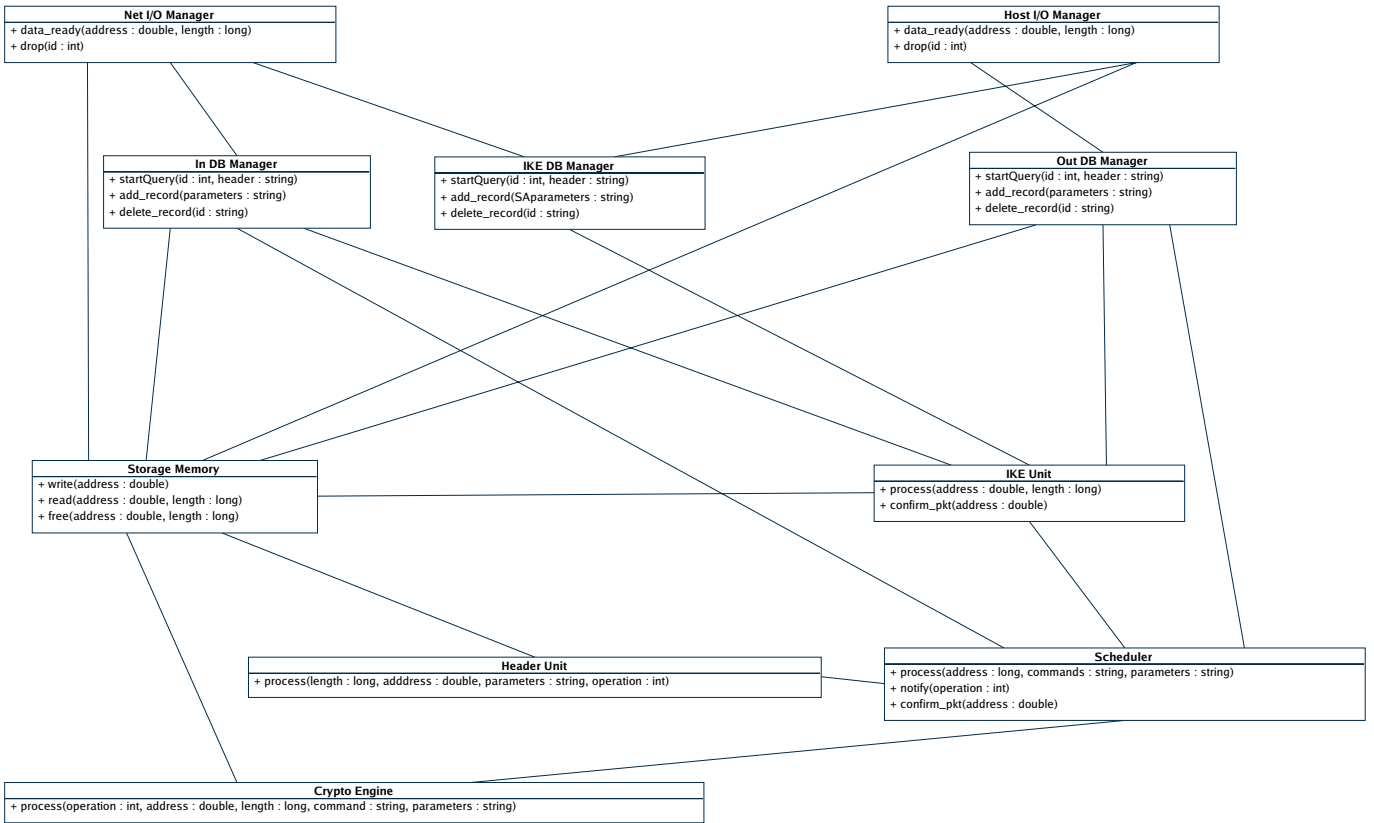 Net I/O Manager
+ data_ready(address : double, length : long)
+ drop(id : int)
Host I/O Manager
+ data_ready(address : double, length : long)
+ drop(id : int)
In DB Manager
+ startQuery(id : int, header : string)
+ add_record(parameters : string)
+ delete_record(id : string)
IKE DB Manager
+ startQuery(id : int, header : string)
+ add_record(SAparameters : string)
+ delete_record(id : string)
Out DB Manager
+ startQuery(id : int, header : string)
+ add_record(parameters : string)
+ delete_record(id : string)
Storage Memory
+ write(address : double)
+ read(address : double, length : long)
+ free(address : double, length : long)
IKE Unit
+ process(address : double, length : long)
+ confirm_pkt(address : double)
Header Unit
+ process(length : long, adddress : double, parameters : string, operation : int)
Scheduler
+ process(address : long, commands : string, parameters : string)
+ notify(operation : int)
+ confirm_pkt(address : double)
Crypto Engine
+ process(operation : int, address : double, length : long, command : string, parameters : string)